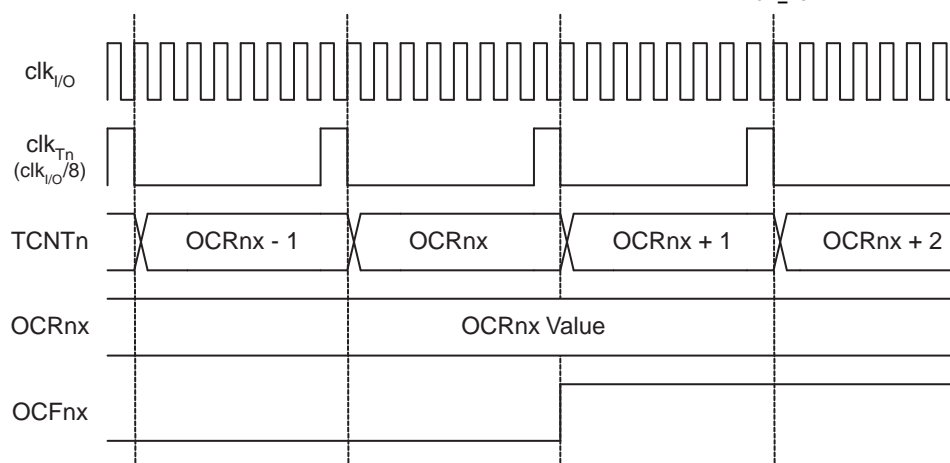 clkI/O
clkTn
(clkI/O/8)
TCNTn
OCRnx - 1
OCRnx
OCRnx + 1
OCRnx + 2
OCRnx
OCRnx Value
OCFnx